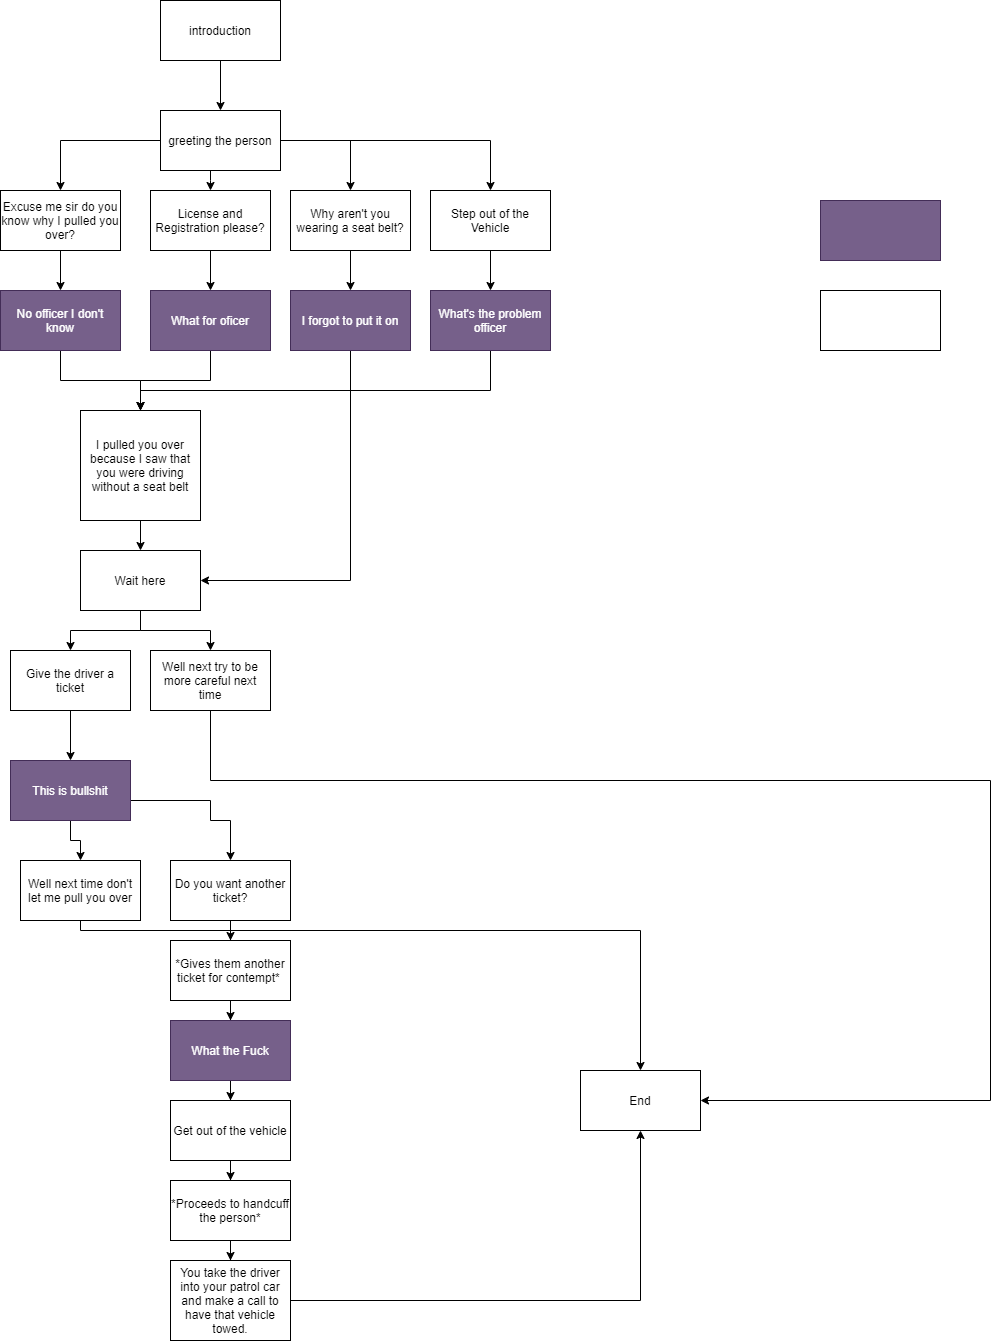 introduction
greeting the person
Excuse me sir do you
know why I pulled you
over?
License and
Registration please?
Why aren't you
wearing a seat belt?
Step out of the
Vehicle
No officer I don't
know
What for oficer
I forgot to put it on
What's the problem
officer
I pulled you over
because I saw that
you were driving
without a seat belt
Wait here
Give the driver a
ticket
Well next try to be
more careful next
time
This is bullshit
Well next time don't
let me pull you over
Do you want another
ticket?
*Gives them another
ticket for contempt*
What the Fuck
Get out of the vehicle
*Proceeds to handcuff
the person*
You take the driver
into your patrol car
and make a call to
have that vehicle
towed.
End